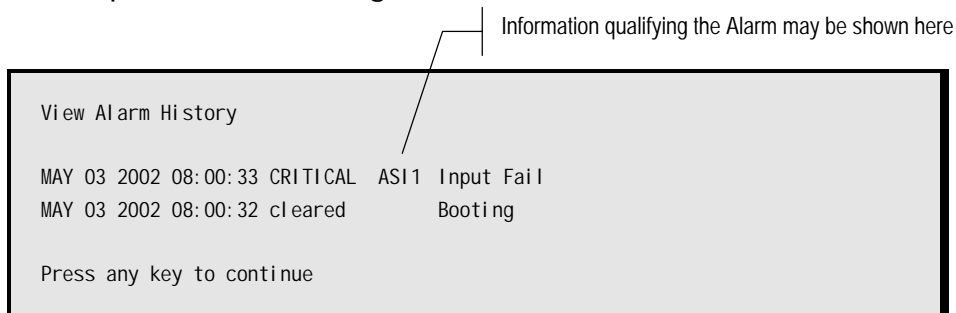 Information qualifying the Alarm may be shown here
View Alarm History
MAY 03 2002 08:00:33 CRITICAL ASI1 Input Fail
MAY 03 2002 08:00:32 cleared Booting
Press any key to continue